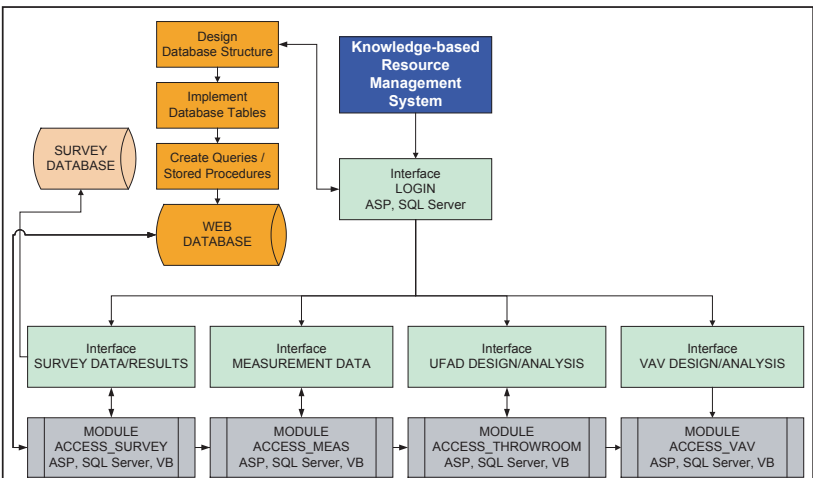 Design
Database Structure
Knowledge-based
Resource
Management
System
Implement
Database Tables
SURVEY
DATABASE
Create Queries /
Stored Procedures
Interface
LOGIN
ASP, SQL Server
WEB
DATABASE
Interface
SURVEY DATA/RESULTS
Interface
MEASUREMENT DATA
Interface
UFAD DESIGN/ANALYSIS
Interface
VAV DESIGN/ANALYSIS
MODULE
ACCESS_SURVEY
ASP, SQL Server, VB
MODULE
ACCESS_MEAS
ASP, SQL Server, VB
MODULE
ACCESS_THROWROOM
ASP, SQL Server, VB
MODULE
ACCESS_VAV
ASP, SQL Server, VB